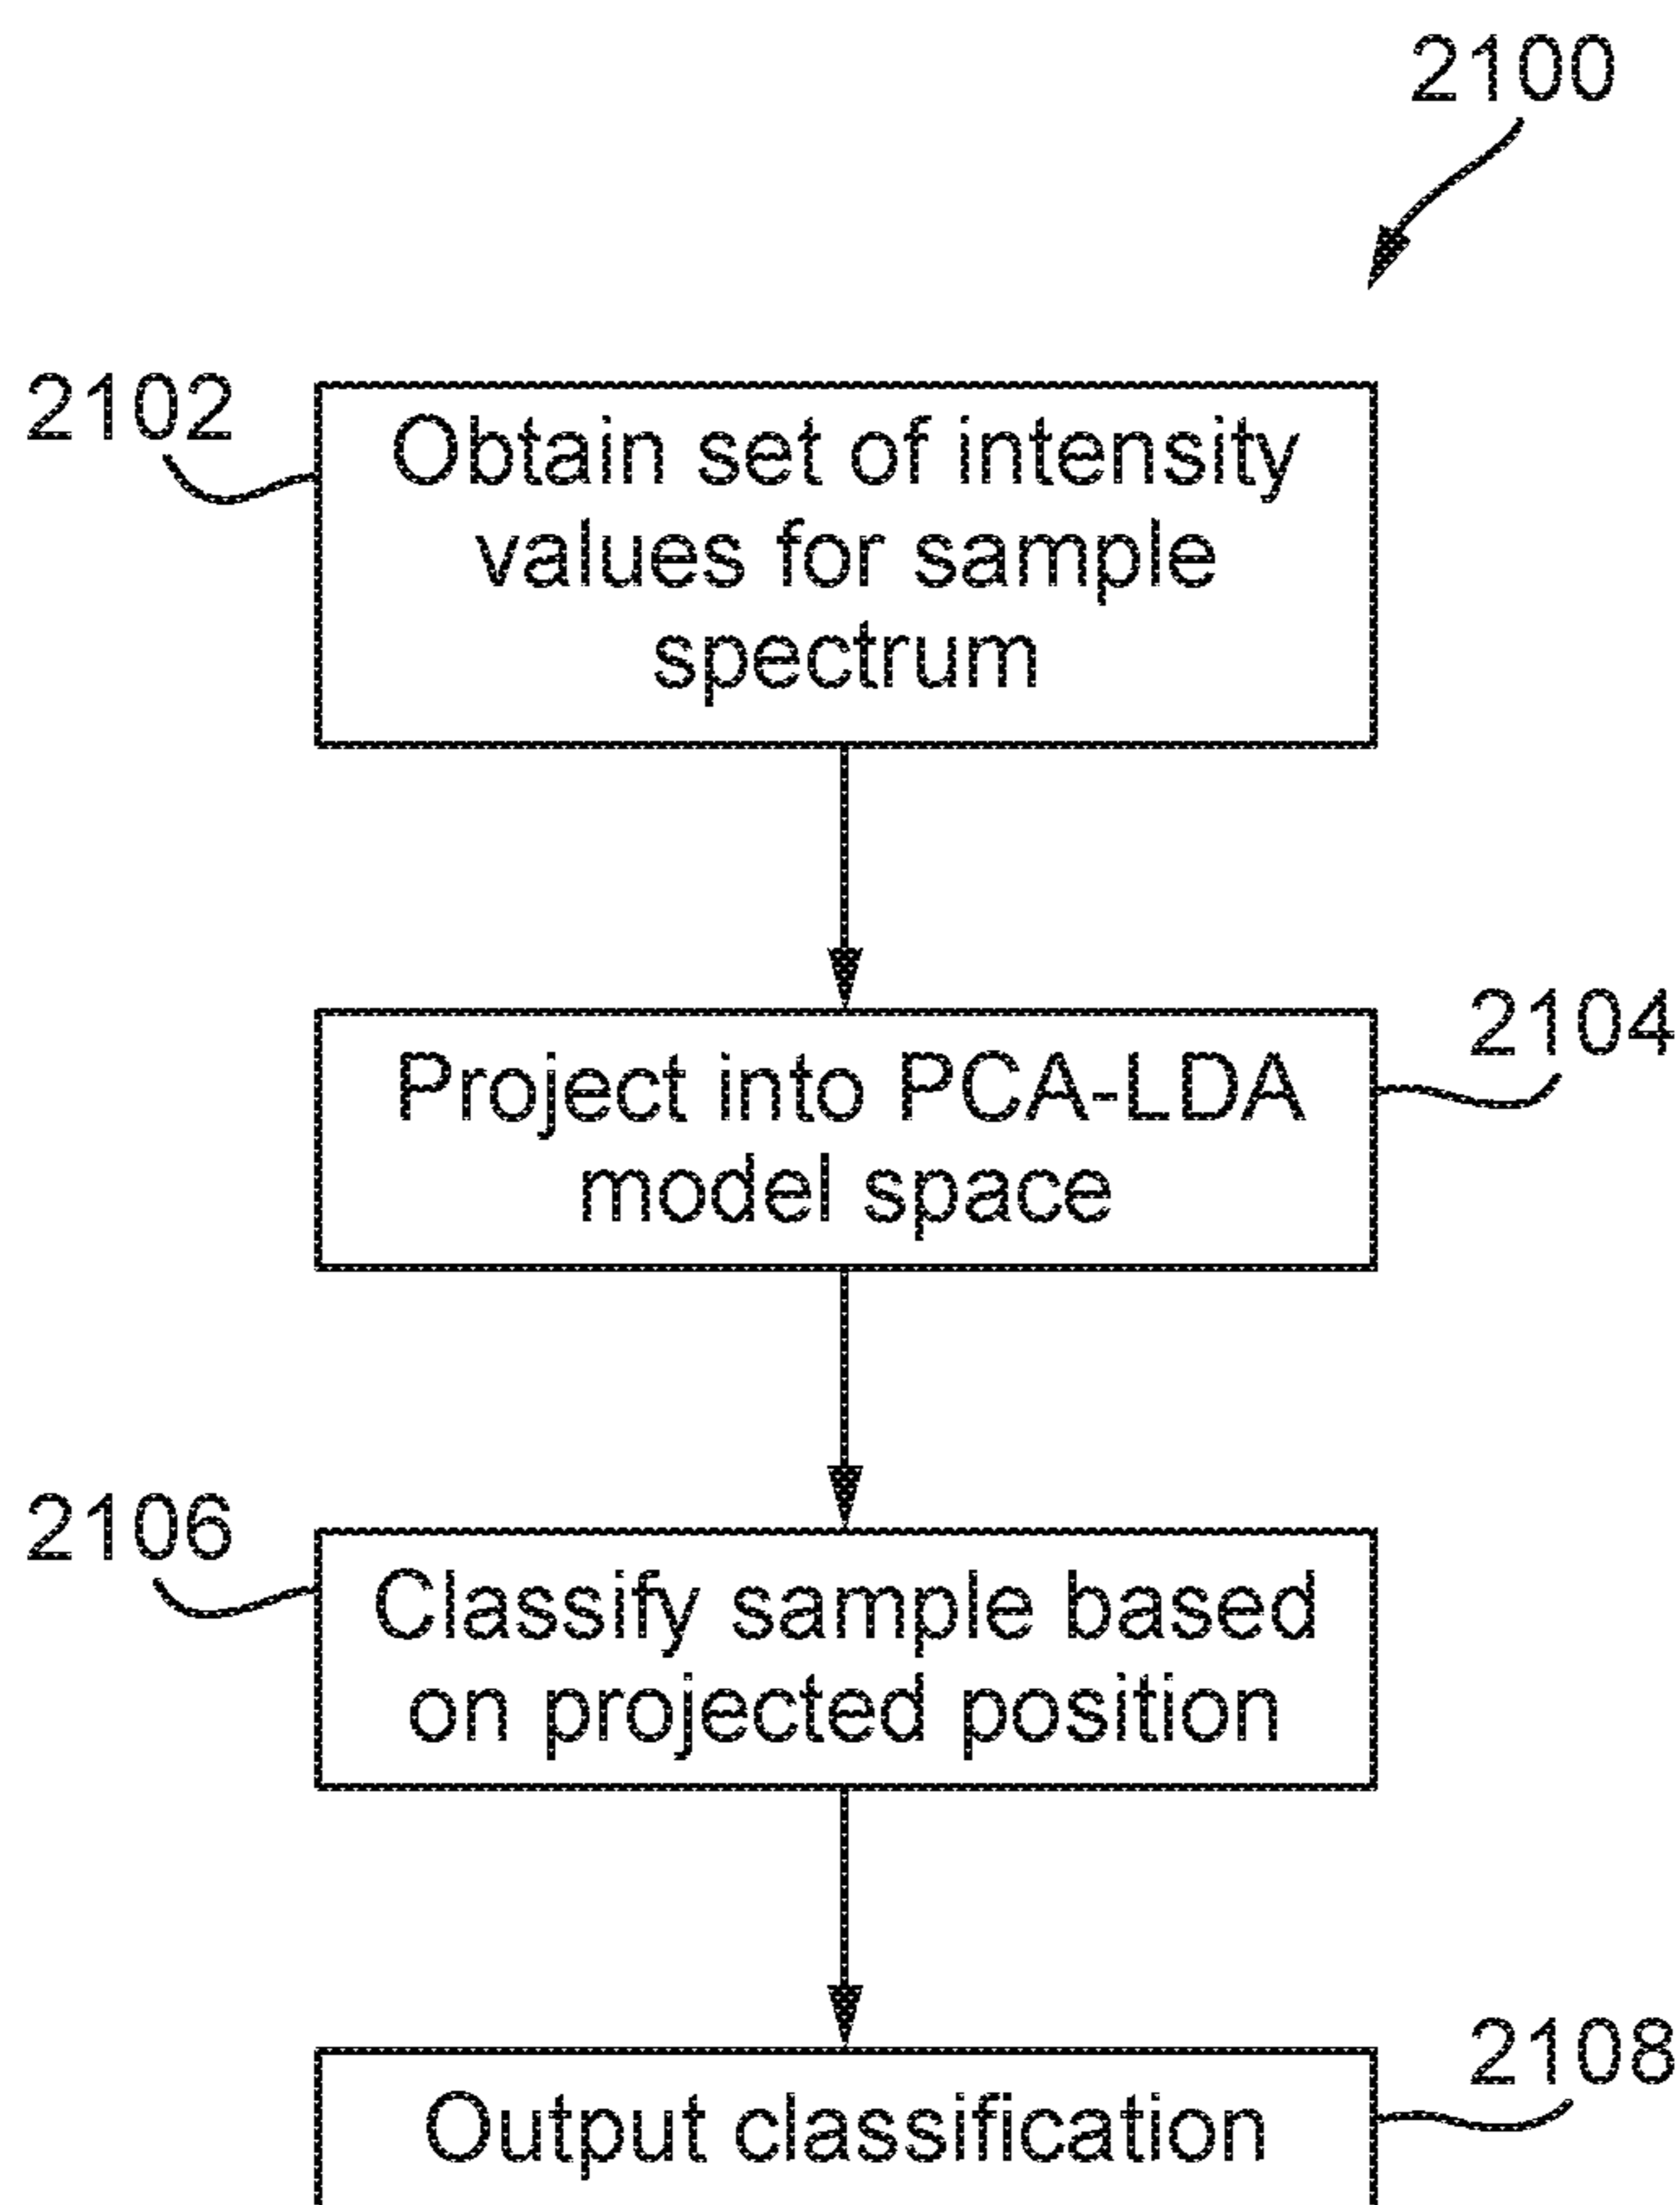 2100
2102
Obtain set of intensity
values for sample
spectrum
2104
Project into PCA-LDA
model space
2106
Classify sample based
on projected position
2108
Output classification